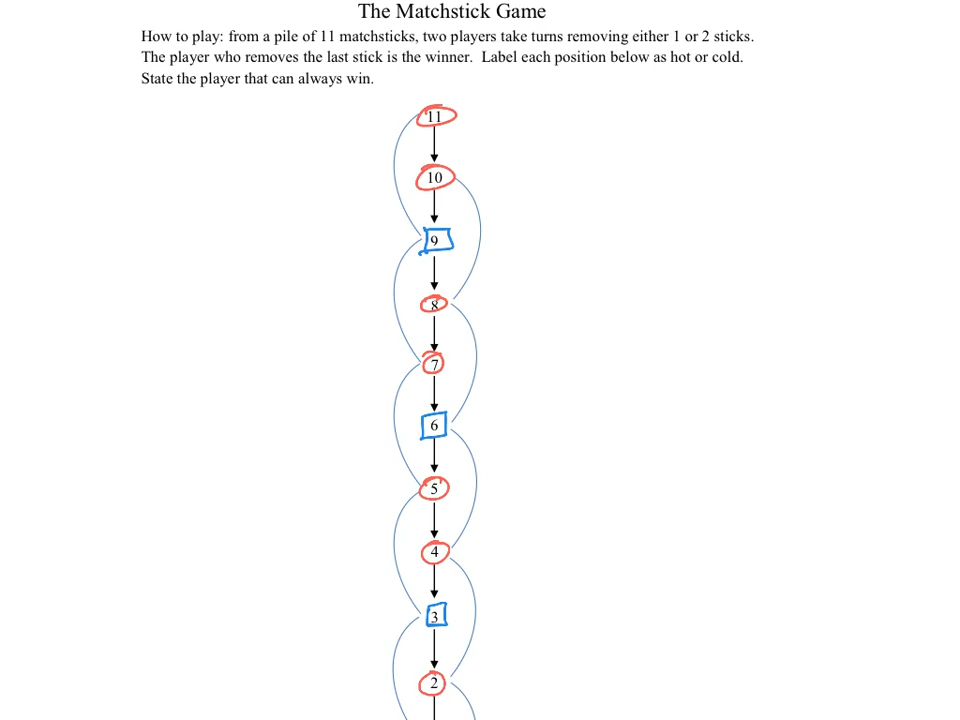 The Matchstick Game
How to play: from a pile of 11 matchsticks, two players take turns removing either 1 or 2 sticks.
The player who removes the last stick is the winner.  Label each position below as hot or cold.
State the player that can always win.
11
10
9
8
7
6
5
4
3
2